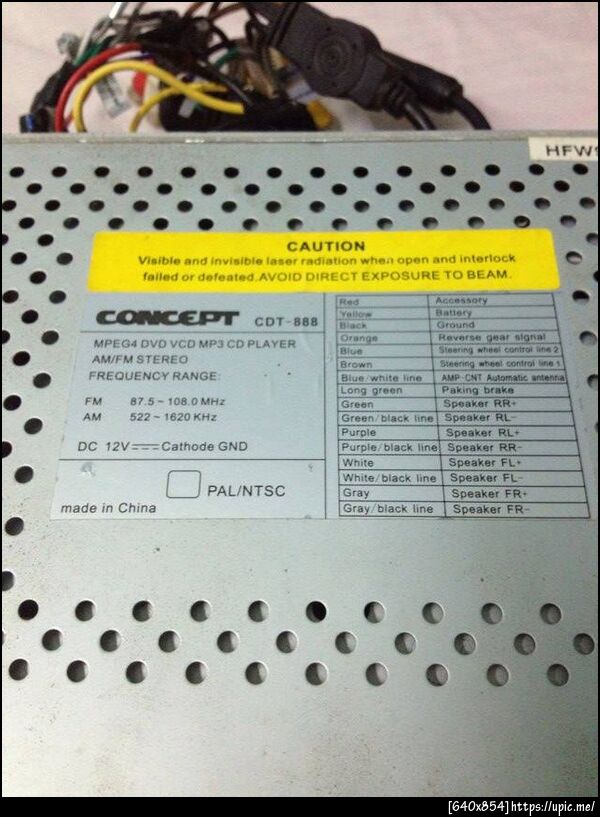 HFW
CAUTION
Visible and invisible laser radiation when open and interlock
failed or defeated.AVOID DIRECT EXPOSURE TO BEAM.
CONCEPT CDT-888
MPEG4 DVD VCD MP3 CD PLAYER
AM/FM STEREO
FREQUENCY RANGE:
FM 87.5~108.0 MHz
AM 522~1620 KHz
DC 12V Cathode GND
PAL/NTSC
made in China
Red Accessory
Yellow Battery
Black Ground
Orange Reverse gear signal
Blue Steering wheel control line 2
Brown Steering wheel control line 1
Blue/white line AMP-CNT Automatic antenna
Long green Paking brake
Green Speaker RR+
Green/black line Speaker RL-
Purple Speaker RL+
Purple/black line Speaker RR-
White Speaker FL+
White/black line Speaker FL-
Gray Speaker FR+
Gray/black line Speaker FR-
[640x854]https://upic.me/